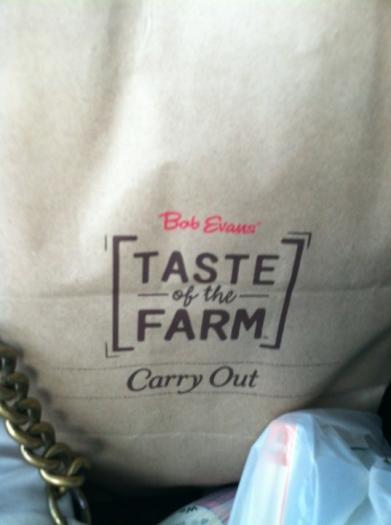 Bob Evans
TASTE
of the
FARM
Carry Out